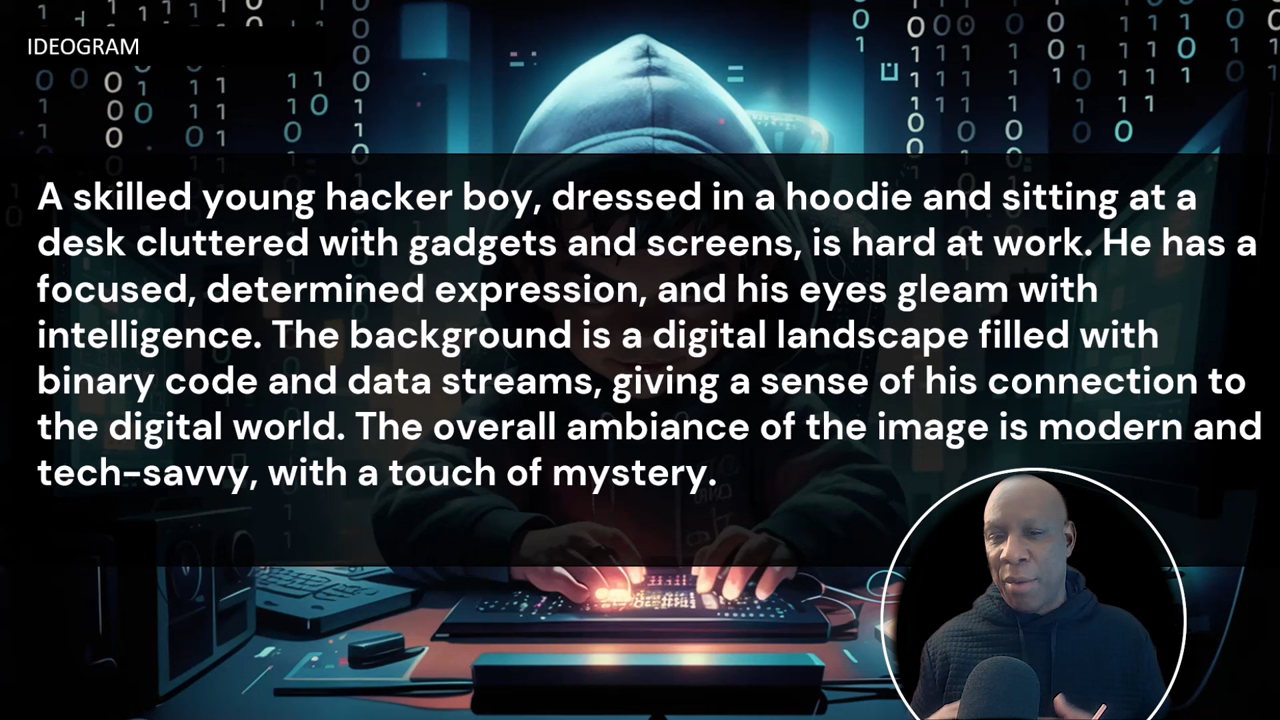 IDEOGRAM
A skilled young hacker boy, dressed in a hoodie and sitting at a
desk cluttered with gadgets and screens, is hard at work. He has a
focused, determined expression, and his eyes gleam with
intelligence. The background is a digital landscape filled with
binary code and data streams, giving a sense of his connection to
the digital world. The overall ambiance of the image is modern and
tech-savvy, with a touch of mystery.